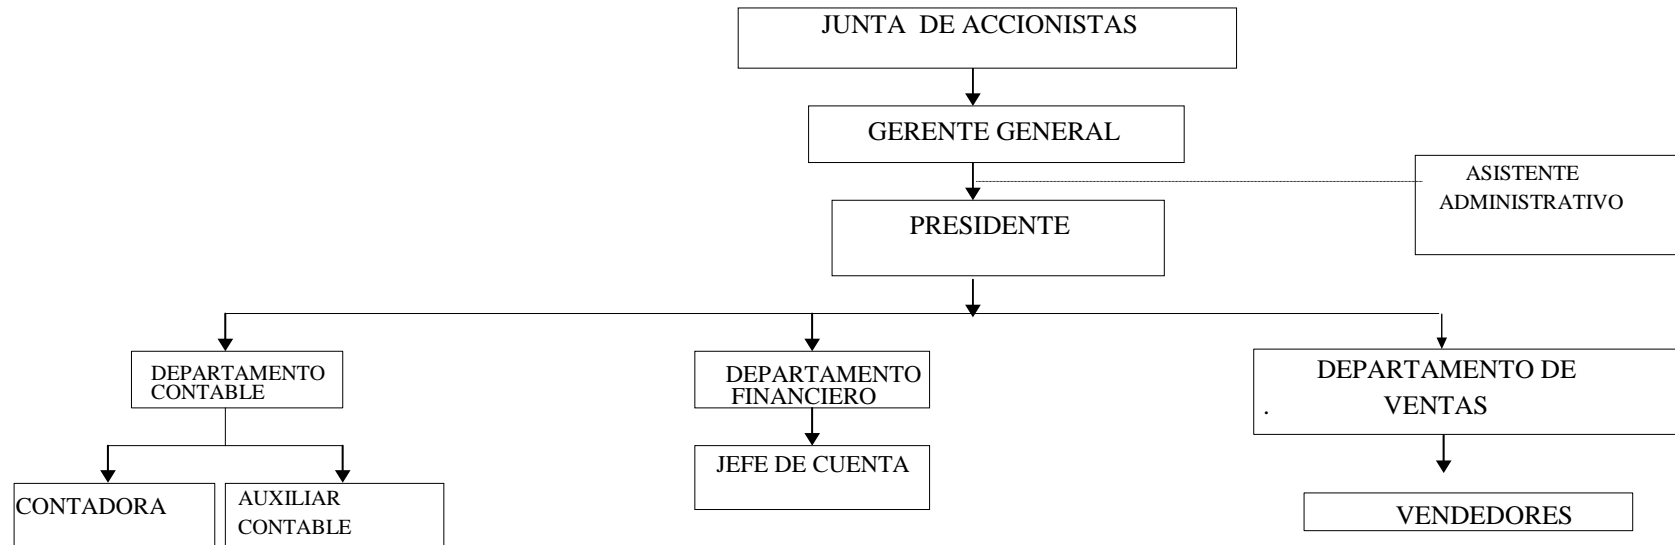 JUNTA DE ACCIONISTAS
GERENTE GENERAL
ASISTENTE
ADMINISTRATIVO
PRESIDENTE
DEPARTAMENTO
CONTABLE
DEPARTAMENTO
FINANCIERO
DEPARTAMENTO DE
. VENTAS
JEFE DE CUENTA
CONTADORA
AUXILIAR
CONTABLE
VENDEDORES